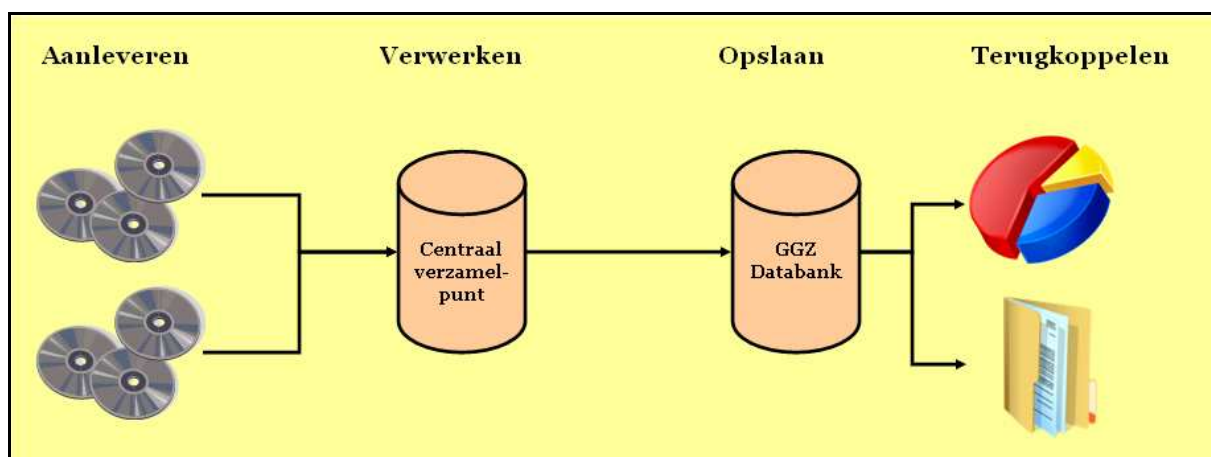 Aanleveren
Verwerken
Opslaan
Terugkoppelen
Centraal
verzamel-
punt
GGZ
Databank